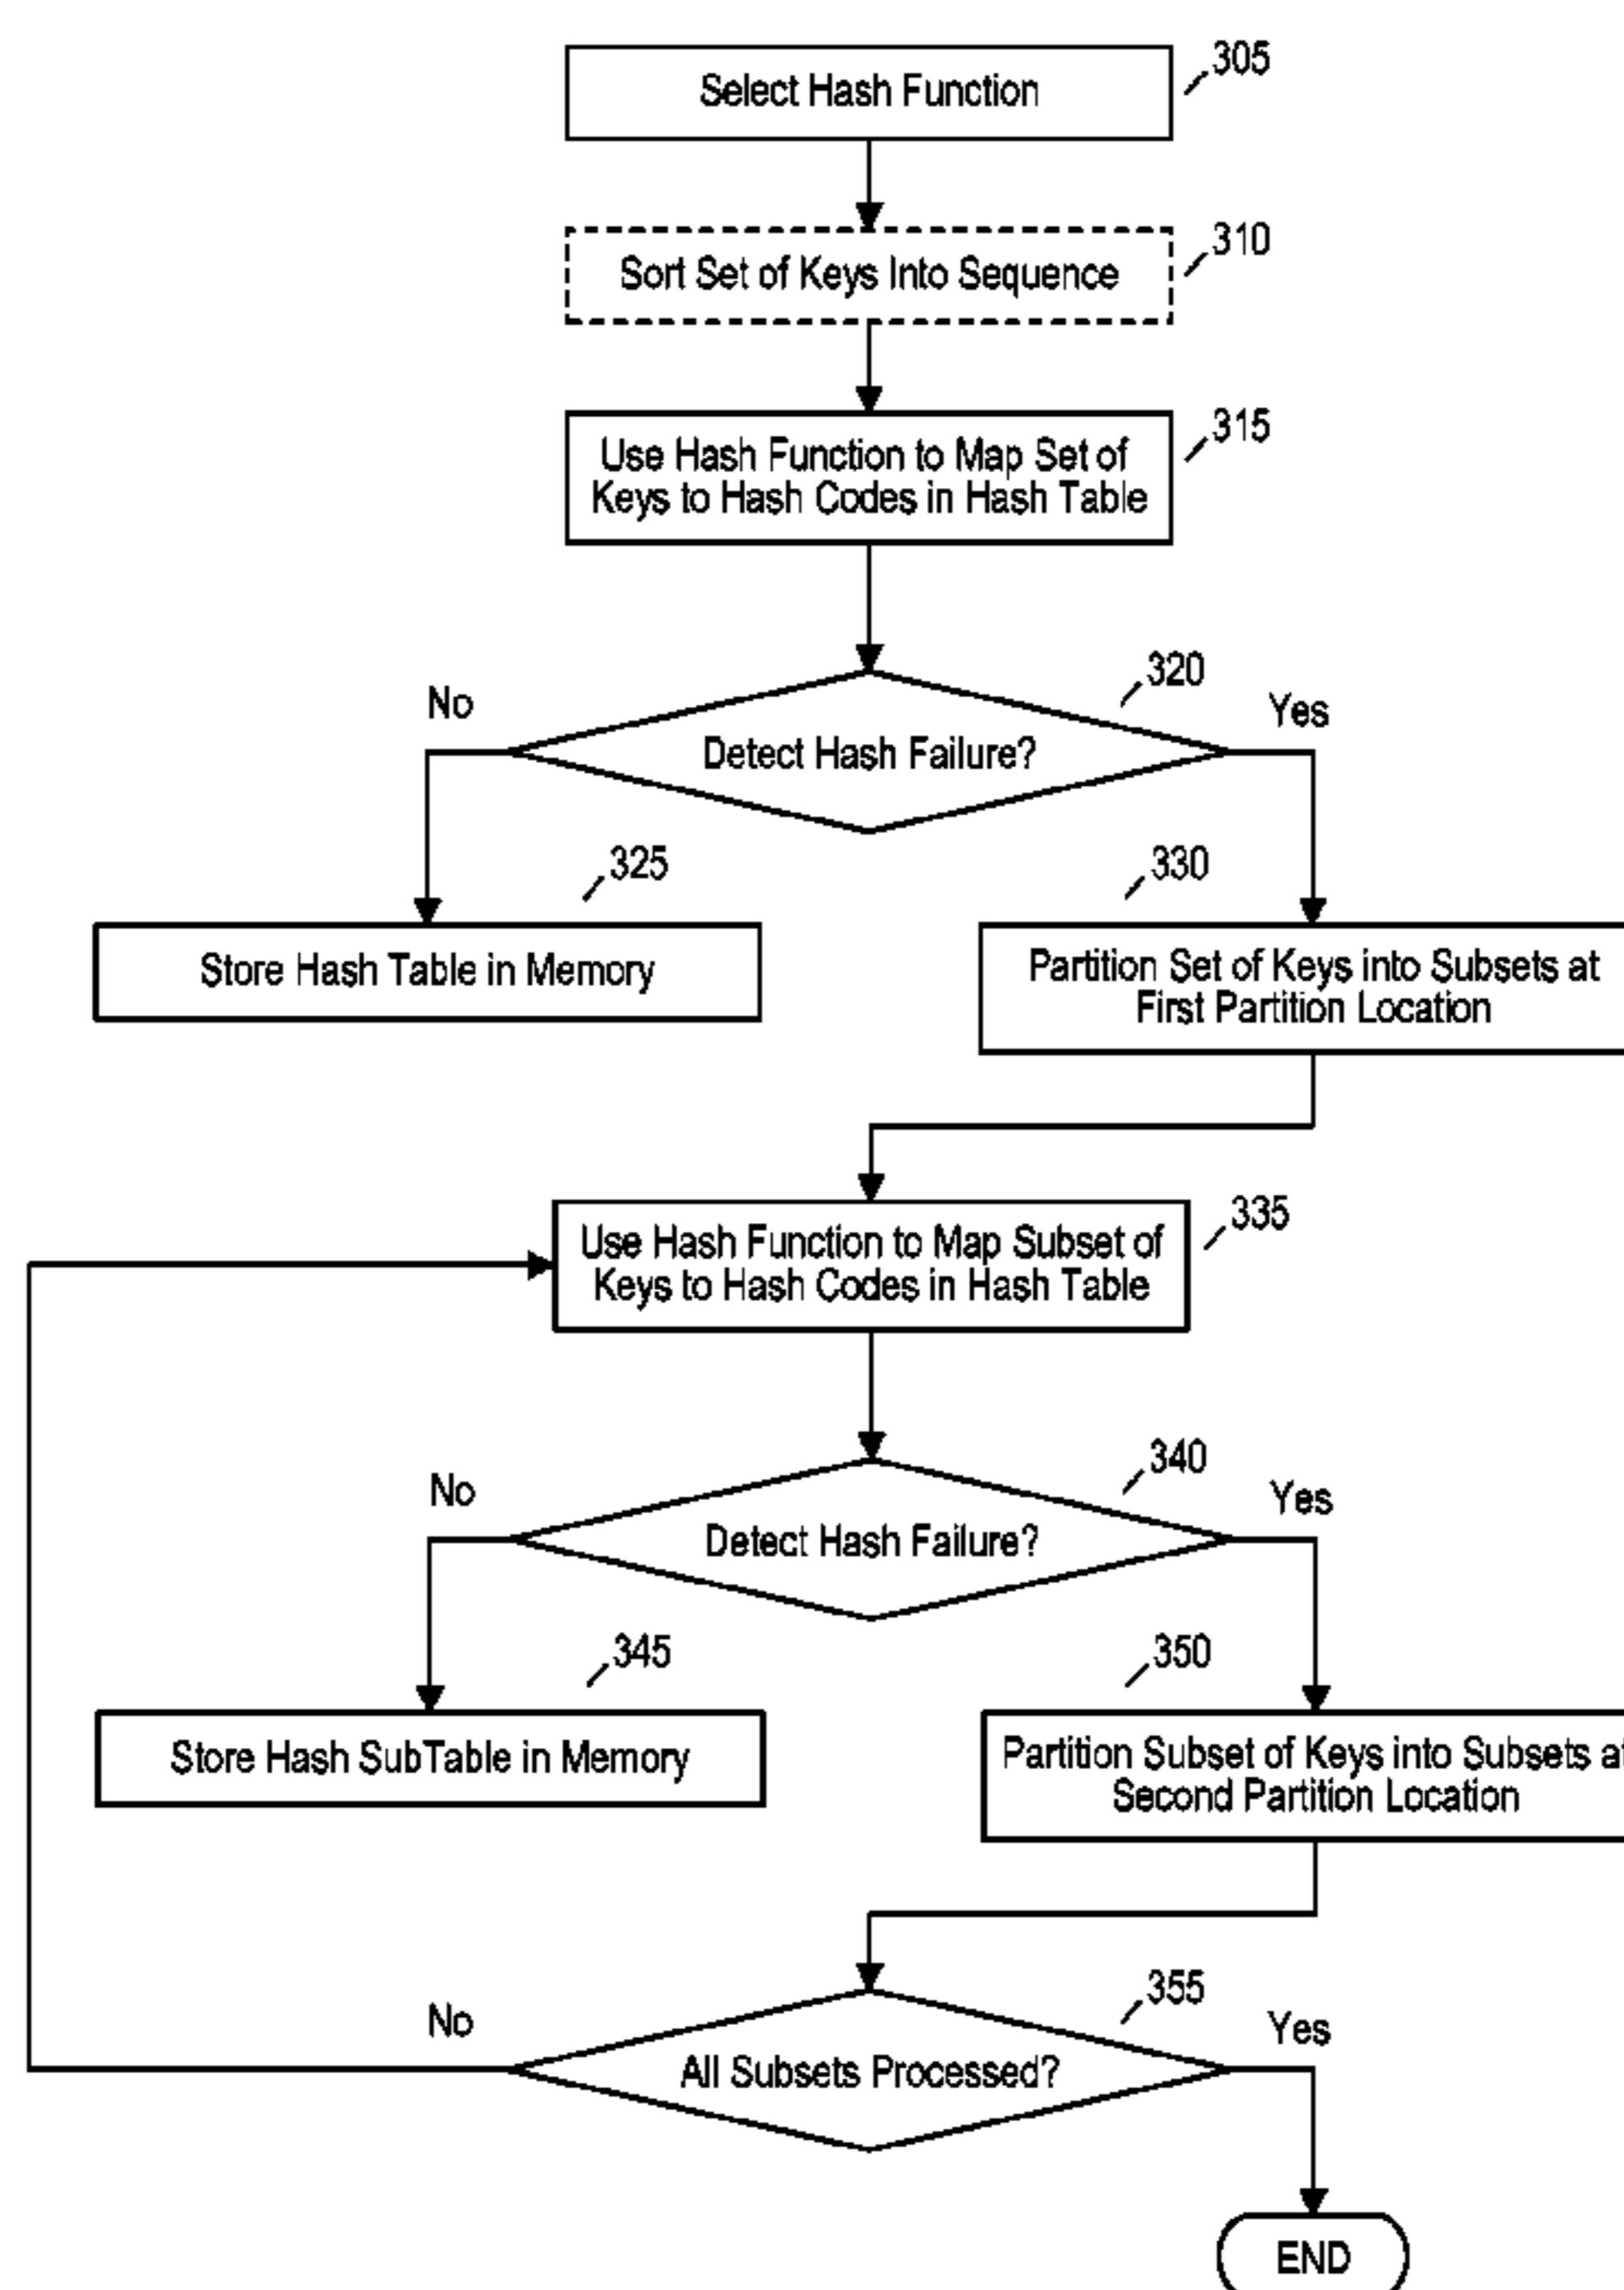 Select Hash Function
305
Sort Set of Keys Into Sequence
310
Use Hash Function to Map Set of
Keys to Hash Codes in Hash Table
315
320
No
Yes
Detect Hash Failure?
325
330
Store Hash Table in Memory
Partition Set of Keys into Subsets at
First Partition Location
335
Use Hash Function to Map Subset of
Keys to Hash Codes in Hash Table
340
No
Yes
Detect Hash Failure?
345
350
Store Hash SubTable in Memory
Partition Subset of Keys into Subsets at
Second Partition Location
355
No
Yes
All Subsets Processed?
END